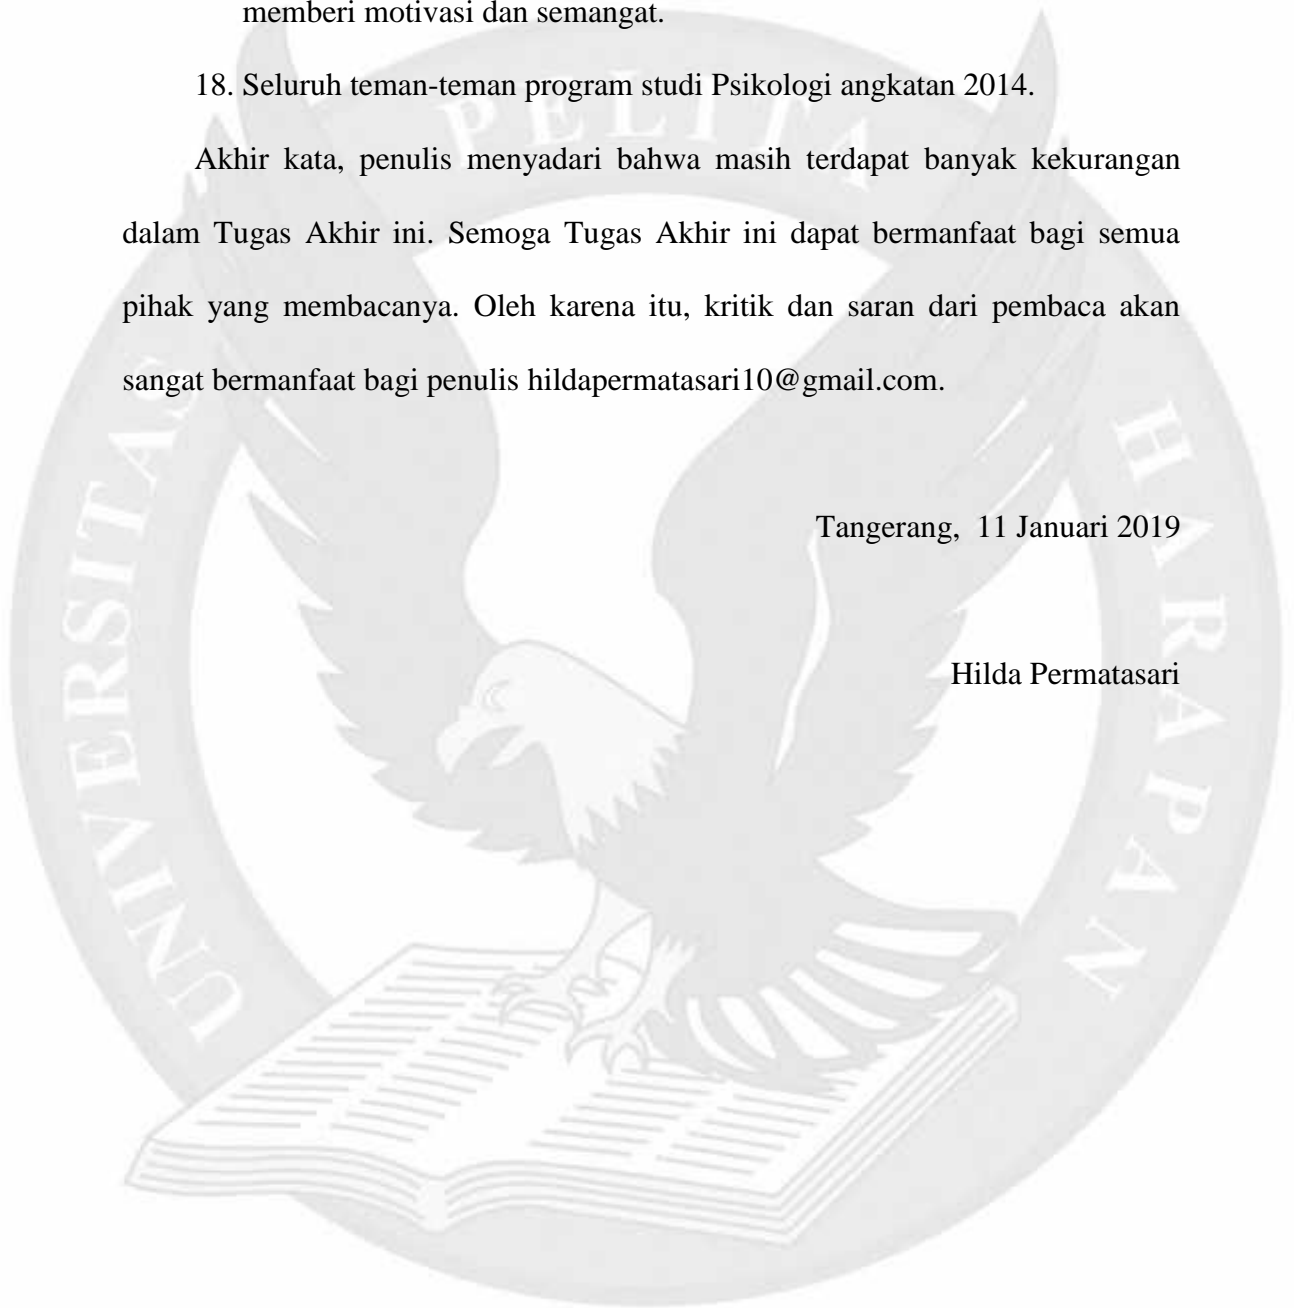 memberi motivasi dan semangat.
18. Seluruh teman-teman program studi Psikologi angkatan 2014.
Akhir kata, penulis menyadari bahwa masih terdapat banyak kekurangan
dalam Tugas Akhir ini. Semoga Tugas Akhir ini dapat bermanfaat bagi semua
pihak yang membacanya. Oleh karena itu, kritik dan saran dari pembaca akan
sangat bermanfaat bagi penulis hildapermatasari10@gmail.com.
Tangerang,  11 Januari 2019
Hilda Permatasari
UNIVERSITAS PELITA HARAPAN